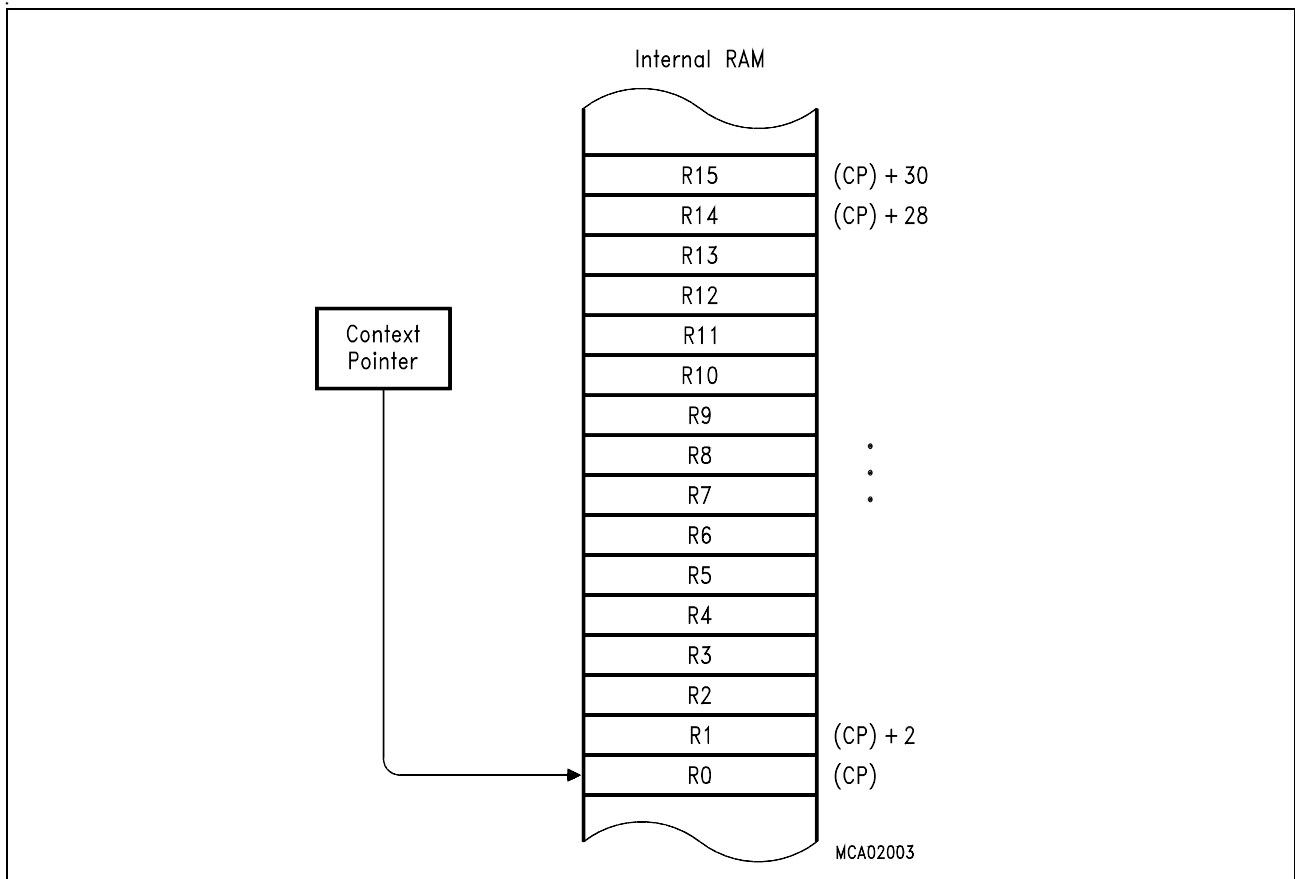 Internal RAM
R15 (CP) + 30
R14 (CP) + 28
R13
R12
R11
Context
Pointer
R10
R9
R8
R7
R6
R5
R4
R3
R2
R1 (CP) + 2
R0 (CP)
MCA02003